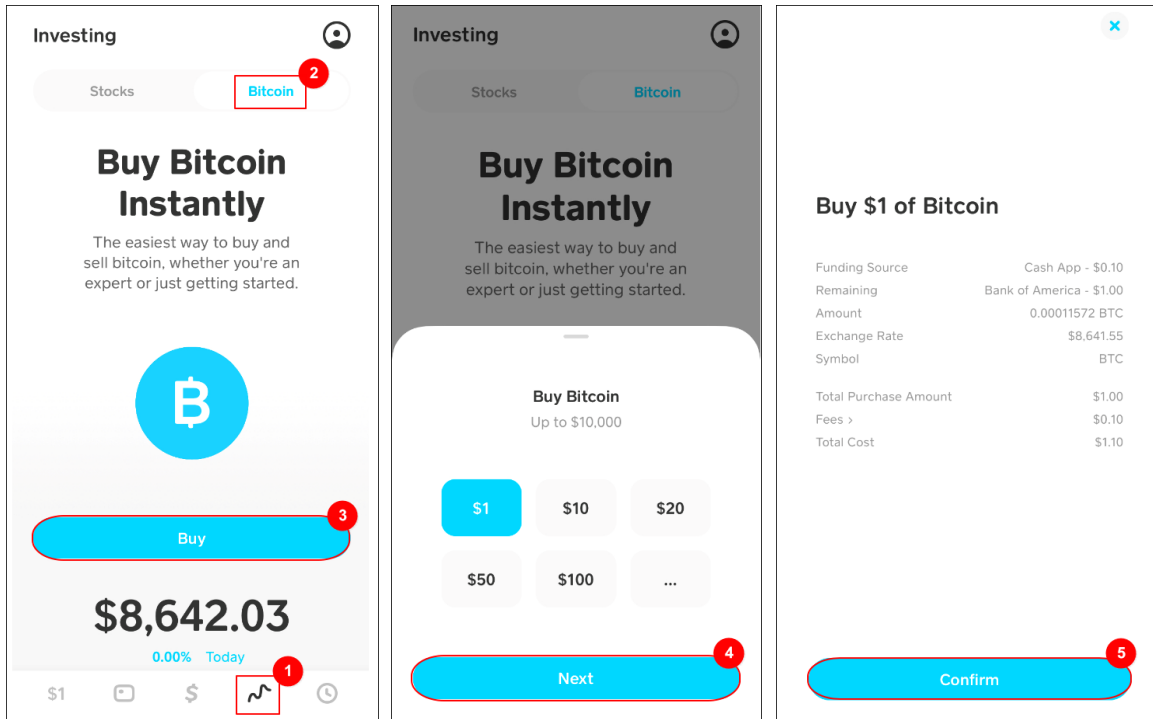 Investing
Stocks
Bitcoin
2
Buy Bitcoin
Instantly
The easiest way to buy and
sell bitcoin, whether you're an
expert or just getting started.
3
Buy
$8,642.03
0.00% Today
1
$1
$
Investing
Stocks
Bitcoin
Buy Bitcoin
Instantly
The easiest way to buy and
sell bitcoin, whether you're an
expert or just getting started.
Buy Bitcoin
Up to $10,000
$1 $10 $20
$50 $100 ...
4
Next
Buy $1 of Bitcoin
Funding Source Cash App - $0.10
Remaining Bank of America - $1.00
Amount 0.00011572 BTC
Exchange Rate $8,641.55
Symbol BTC
Total Purchase Amount $1.00
Fees > $0.10
Total Cost $1.10
5
Confirm